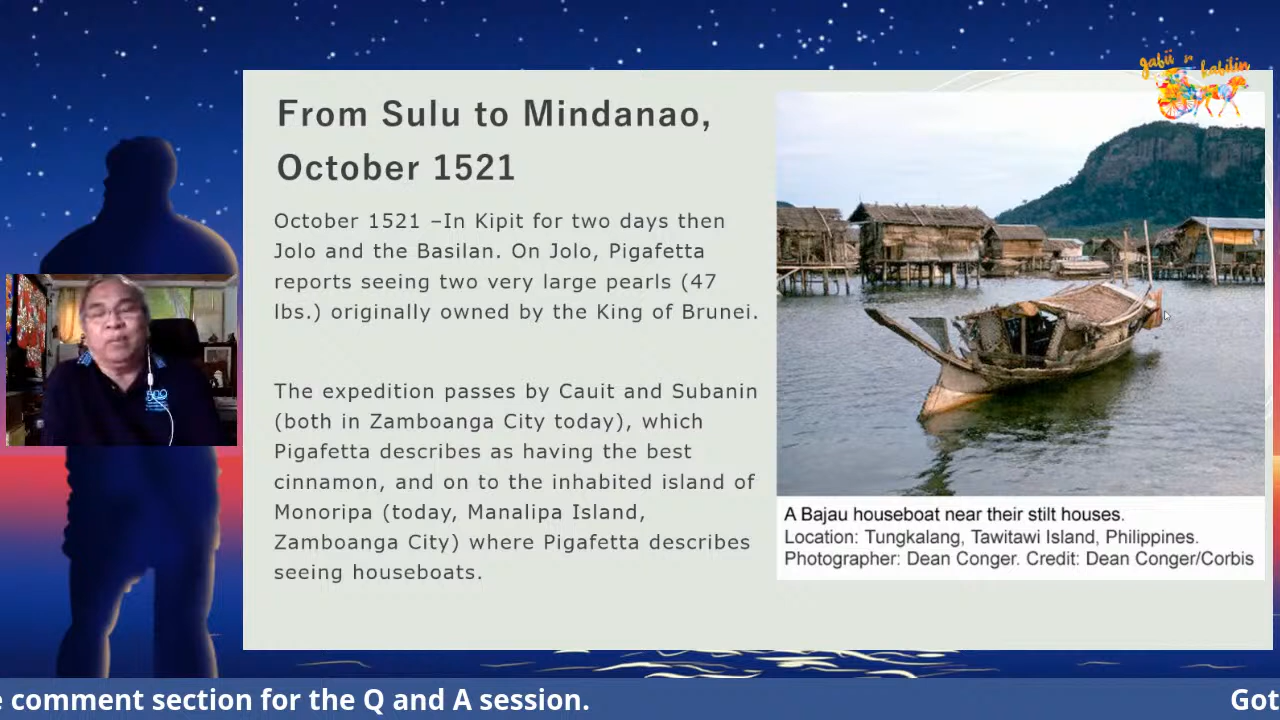 gabii sa kabilin
From Sulu to Mindanao,
October 1521
October 1521 –In Kipit for two days then
Jolo and the Basilan. On Jolo, Pigafetta
reports seeing two very large pearls (47
lbs.) originally owned by the King of Brunei.
The expedition passes by Cauit and Subanin
(both in Zamboanga City today), which
Pigafetta describes as having the best
cinnamon, and on to the inhabited island of
Monoripa (today, Manalipa Island,
Zamboanga City) where Pigafetta describes
seeing houseboats.
A Bajau houseboat near their stilt houses.
Location: Tungkalang, Tawitawi Island, Philippines.
Photographer: Dean Conger. Credit: Dean Conger/Corbis
500
e comment section for the Q and A session.
Got